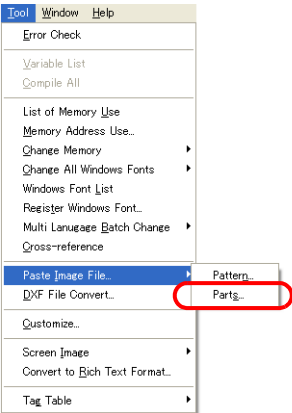 Tool Window Help
Error Check
Variable List
Compile All
List of Memory Use
Memory Address Use...
Change Memory
Change All Windows Fonts
Windows Font List
Register Windows Font...
Multi Lanugage Batch Change
Cross-reference
Paste Image File...
Pattern...
DXF File Convert...
Parts...
Customize...
Screen Image
Convert to Rich Text Format...
Tag Table